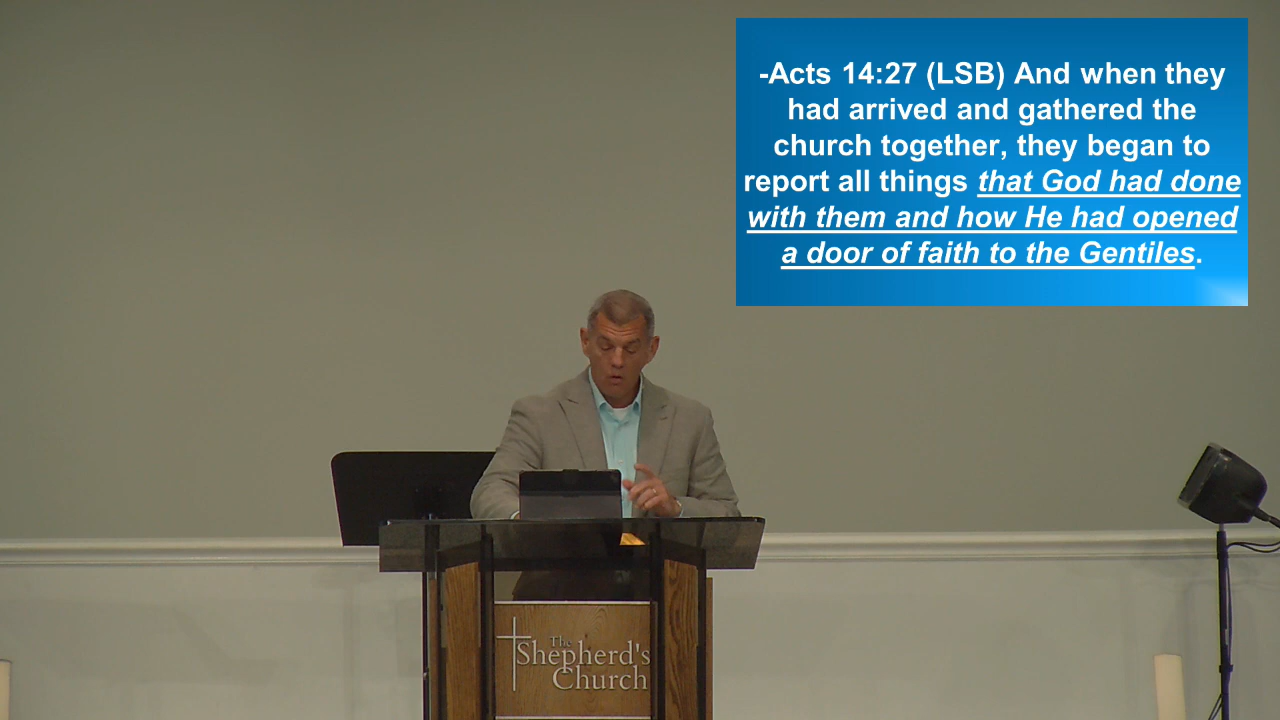 -Acts 14:27 (LSB) And when they
had arrived and gathered the
church together, they began to
report all things that God had done
with them and how He had opened
a door of faith to the Gentiles.
The
Shepherd's
Church